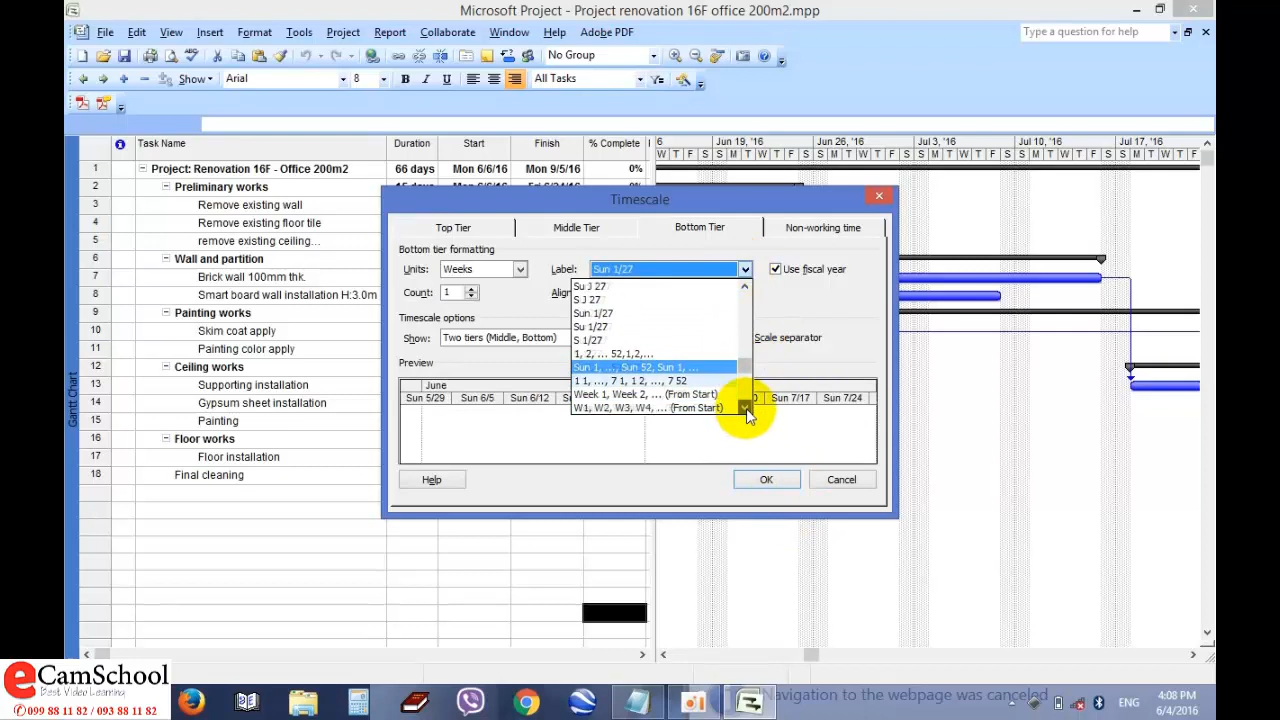 Microsoft Project - Project renovation 16F office 200m2.mpp
File Edit View Insert Format Tools Project Report Collaborate Window Help Adobe PDF
Type a question for help
No Group
Show Arial 8 B I U All Tasks
Task Name Duration Start Finish % Complete
6 Jun 19, '16 Jun 26, '16 Jul 3, '16 Jul 10, '16 Jul 17, '16
W T F S S M T W T F S S M T W T F S S M T W T F S S M T W T F S S M T W T F
1 Project: Renovation 16F - Office 200m2 66 days Mon 6/6/16 Mon 9/5/16 0%
2 Preliminary works
3 Remove existing wall
4 Remove existing floor tile
5 remove existing ceiling...
6 Wall and partition
7 Brick wall 100mm thk.
8 Smart board wall installation H:3.0m
9 Painting works
10 Skim coat apply
11 Painting color apply
12 Ceiling works
13 Supporting installation
14 Gypsum sheet installation
15 Painting
16 Floor works
17 Floor installation
18 Final cleaning
Gantt Chart
Timescale
Top Tier Middle Tier Bottom Tier Non-working time
Bottom tier formatting
Units: Weeks Label: Sun 1/27 Use fiscal year
Count: 1 Align
Timescale options
Show: Two tiers (Middle, Bottom) Scale separator
Preview
June
Sun 5/29 Sun 6/5 Sun 6/12 Sun 7/17 Sun 7/24
Su J 27
S J 27
Sun 1/27
Su 1/27
S 1/27
1, 2, ... 52,1,2,...
Sun 1, ..., Sun 52, Sun 1, ...
1 1, ..., 7 1, 1 2, ..., 7 52
Week 1, Week 2, ... (From Start)
W1, W2, W3, W4, ... (From Start)
Help OK Cancel
eCamSchool
Best Video Learning
099 88 11 82 / 093 88 11 82
Navigation to the webpage was canceled
ENG
4:08 PM
6/4/2016